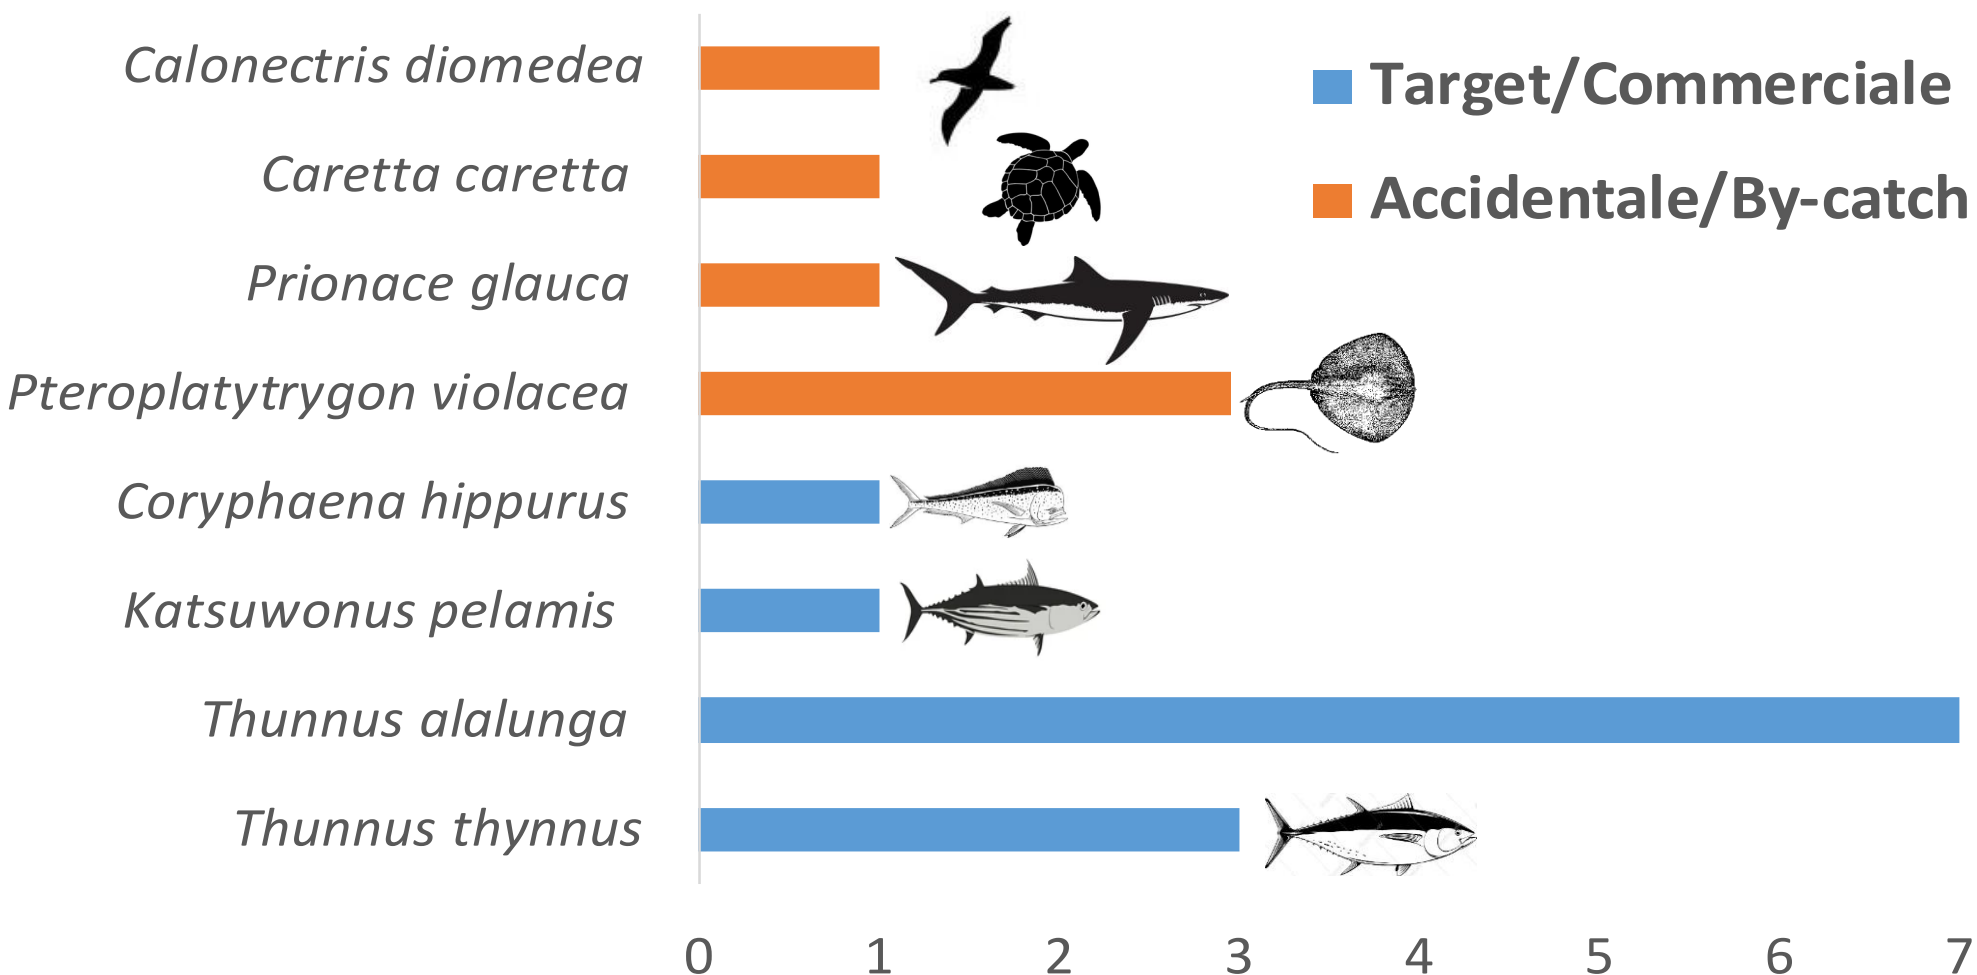 Calonectris diomedea
Caretta caretta
Prionace glauca
Pteroplatytrygon violacea
Coryphaena hippurus
Katsuwonus pelamis
Thunnus alalunga
Thunnus thynnus
0 1 2 3 4 5 6 7
Target/Commerciale
Accidentale/By-catch